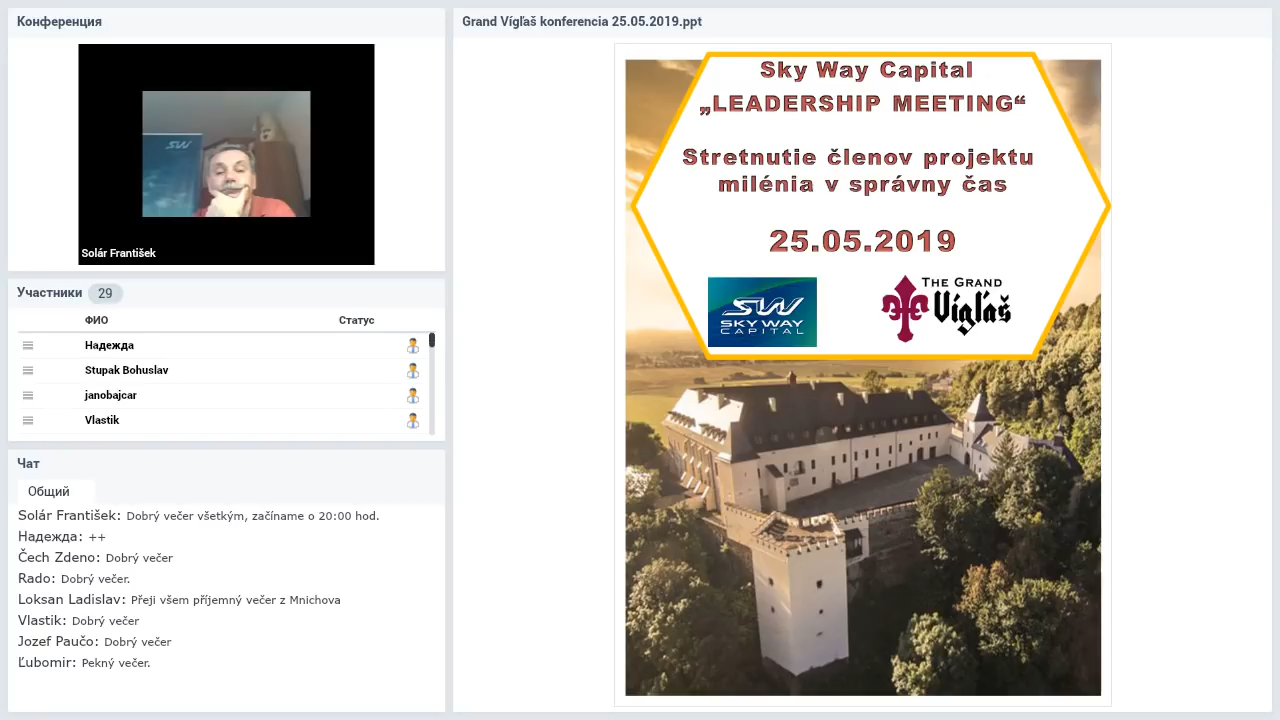 Конференция
SW
Solár František
Участники 29
ФИО Статус
Надежда
Stupak Bohuslav
janobajcar
Vlastik
Чат
Общий
Solár František: Dobrý večer všetkým, začíname o 20:00 hod.
Надежда: ++
Čech Zdeno: Dobrý večer
Rado: Dobrý večer.
Loksan Ladislav: Přeji všem příjemný večer z Mnichova
Vlastik: Dobrý večer
Jozef Paučo: Dobrý večer
Ľubomir: Pekný večer.
Grand Vígľaš konferencia 25.05.2019.ppt
Sky Way Capital
„LEADERSHIP MEETING“
Stretnutie členov projektu
milénia v správny čas
25.05.2019
SW
SKY WAY
CAPITAL
THE GRAND
Vígľaš